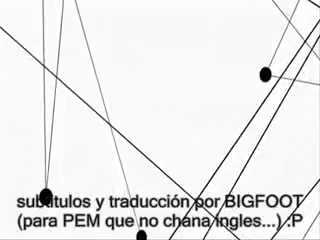 subtitulos y traducción por BIGFOOT
(para PEM que no chana ingles...) :P